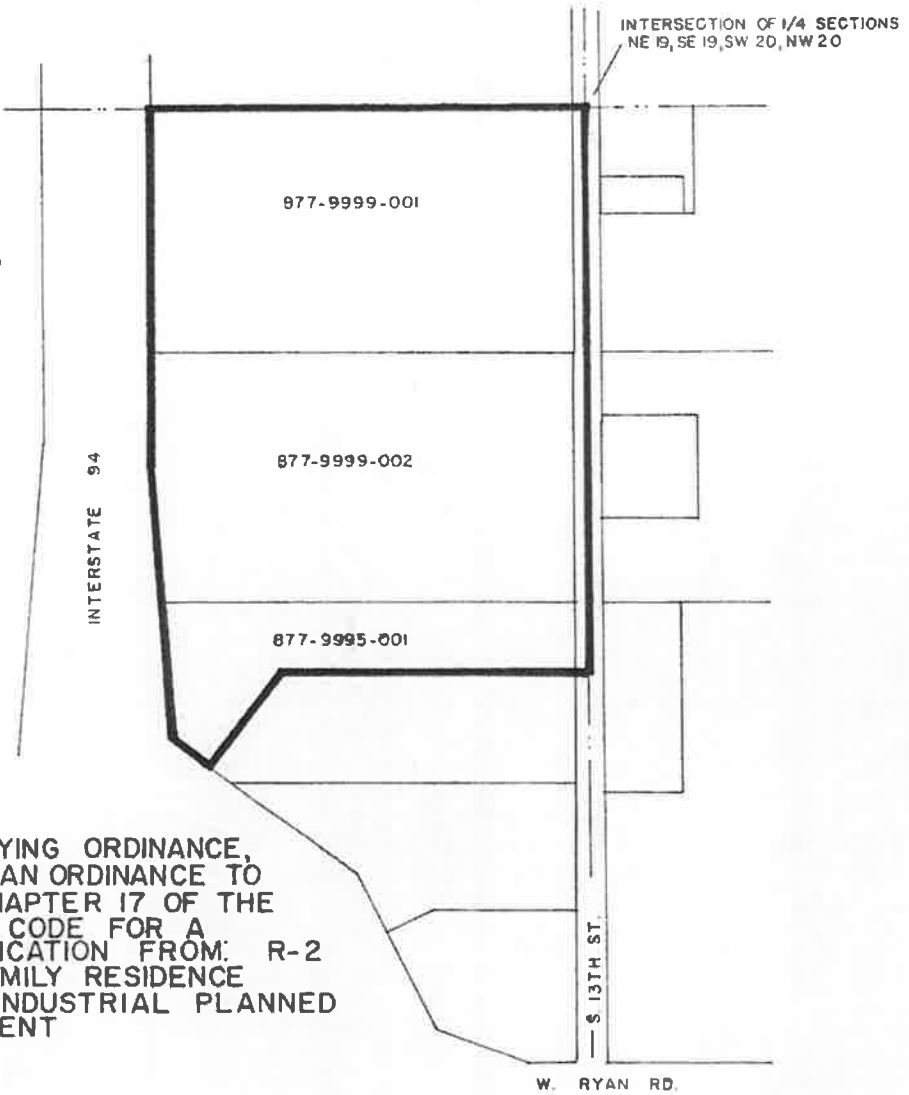 INTERSECTION OF 1/4 SECTIONS
NE 19, SE 19, SW 20, NW 20
877-9999-001
877-9999-002
INTERSTATE 94
877-9995-001
YING ORDINANCE,
AN ORDINANCE TO
HAPTER 17 OF THE
CODE FOR A
ICATION FROM: R-2
MILY RESIDENCE
NDUSTRIAL PLANNED
ENT
S. 13TH ST.
W. RYAN RD.